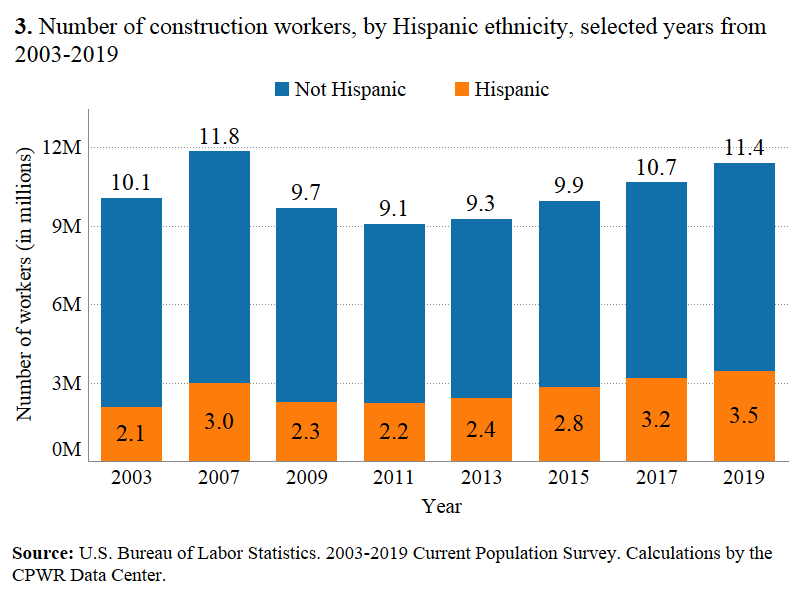 3. Number of construction workers, by Hispanic ethnicity, selected years from
2003-2019
Not Hispanic Hispanic
Number of workers (in millions)
12M
9M
6M
3M
0M
10.1
11.8
9.7
9.1
9.3
9.9
10.7
11.4
2.1
3.0
2.3
2.2
2.4
2.8
3.2
3.5
2003 2007 2009 2011 2013 2015 2017 2019
Year
Source: U.S. Bureau of Labor Statistics. 2003-2019 Current Population Survey. Calculations by the
CPWR Data Center.